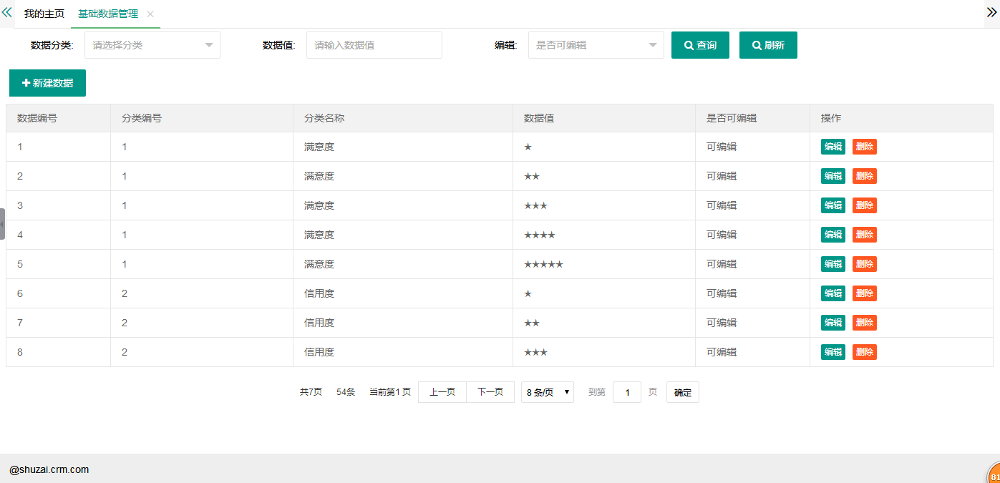 我的主页 基础数据管理
数据分类: 请选择分类 数据值: 请输入数据值 编辑: 是否可编辑 查询 刷新
新建数据
数据编号 分类编号 分类名称 数据值 是否可编辑 操作
1 1 满意度 ★ 可编辑 编辑 删除
2 1 满意度 ★★ 可编辑 编辑 删除
3 1 满意度 ★★★ 可编辑 编辑 删除
4 1 满意度 ★★★★ 可编辑 编辑 删除
5 1 满意度 ★★★★★ 可编辑 编辑 删除
6 2 信用度 ★ 可编辑 编辑 删除
7 2 信用度 ★★ 可编辑 编辑 删除
8 2 信用度 ★★★ 可编辑 编辑 删除
共7页 54条 当前第1页 上一页 下一页 8 条/页 到第 1 页 确定
@shuzai.crm.com
81